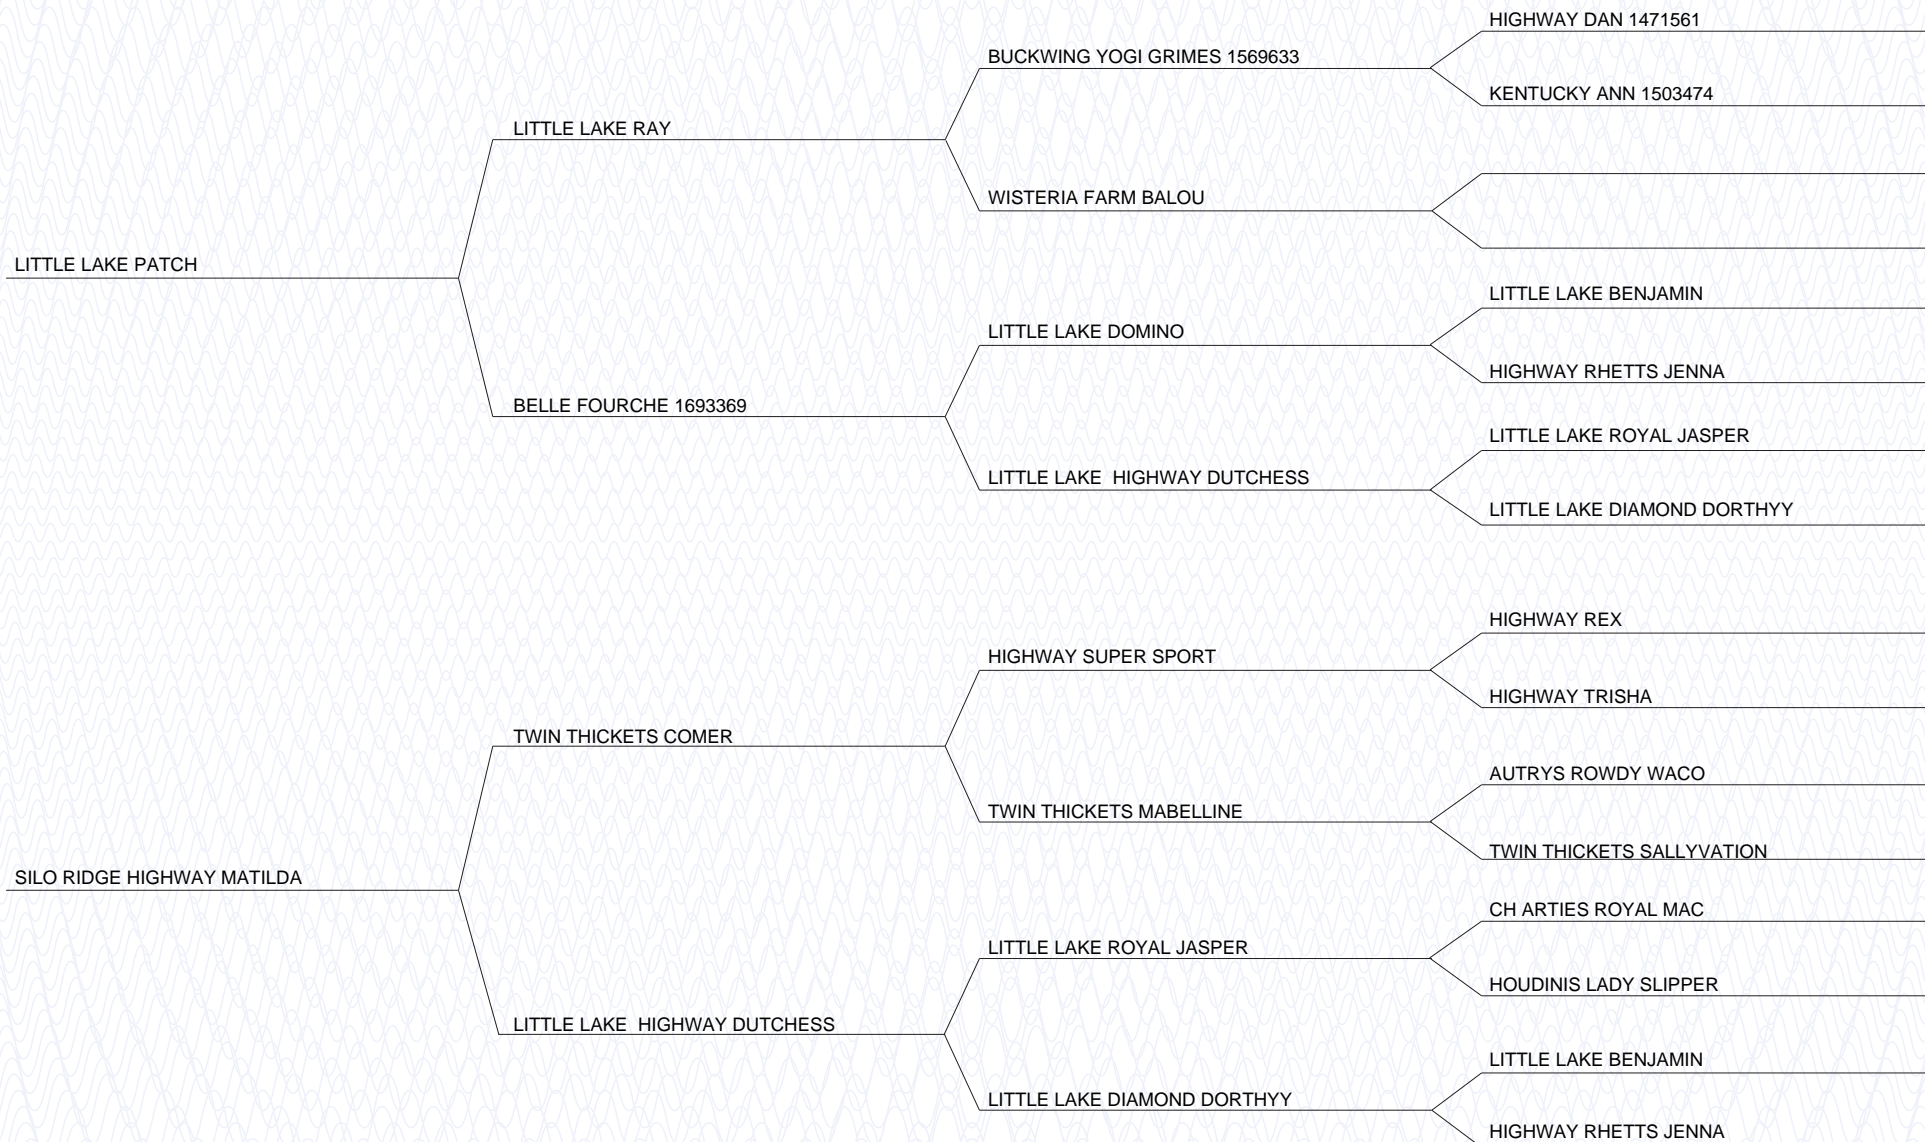 HIGHWAY DAN 1471561
BUCKWING YOGI GRIMES 1569633
KENTUCKY ANN 1503474
LITTLE LAKE RAY
WISTERIA FARM BALOU
LITTLE LAKE PATCH
LITTLE LAKE BENJAMIN
LITTLE LAKE DOMINO
HIGHWAY RHETTS JENNA
BELLE FOURCHE 1693369
LITTLE LAKE ROYAL JASPER
LITTLE LAKE  HIGHWAY DUTCHESS
LITTLE LAKE DIAMOND DORTHYY
HIGHWAY REX
HIGHWAY SUPER SPORT
HIGHWAY TRISHA
TWIN THICKETS COMER
AUTRYS ROWDY WACO
TWIN THICKETS MABELLINE
TWIN THICKETS SALLYVATION
SILO RIDGE HIGHWAY MATILDA
CH ARTIES ROYAL MAC
LITTLE LAKE ROYAL JASPER
HOUDINIS LADY SLIPPER
LITTLE LAKE  HIGHWAY DUTCHESS
LITTLE LAKE BENJAMIN
LITTLE LAKE DIAMOND DORTHYY
HIGHWAY RHETTS JENNA